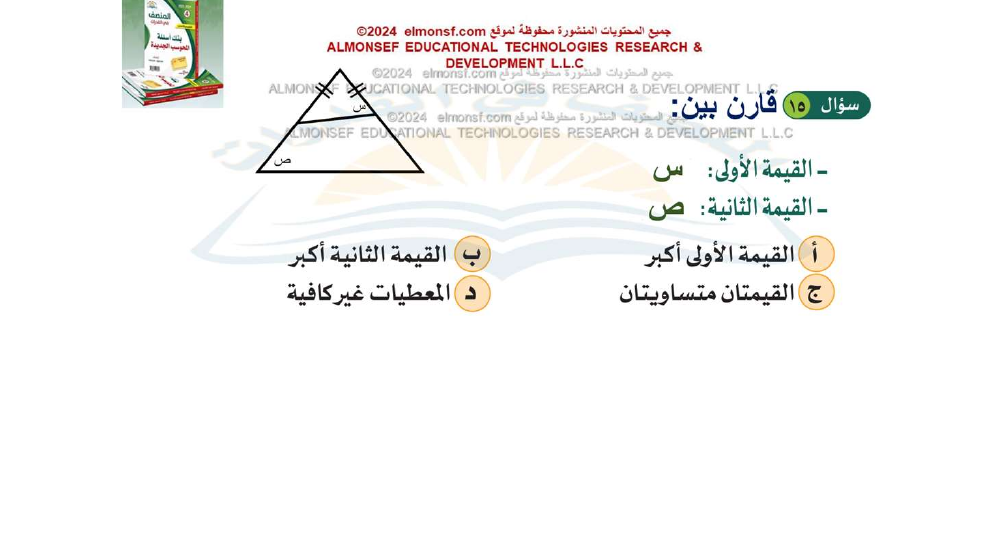 جميع المحتويات المنشورة محفوظة لموقع elmonsf.com ©2024
ALMONSEF EDUCATIONAL TECHNOLOGIES RESEARCH &
DEVELOPMENT L.L.C
جميع المحتويات المنشورة محفوظة لموقع elmonsf.com ©2024
ALMONSEF EDUCATIONAL TECHNOLOGIES RESEARCH & DEVELOPMENT L.L.C
جميع المحتويات المنشورة محفوظة لموقع elmonsf.com ©2024
ALMONSEF EDUCATIONAL TECHNOLOGIES RESEARCH & DEVELOPMENT L.L.C
المنصف
بنك أسئلة
المحوسب الجديدة
سؤال ١٥ قارن بين:
س
ص
- القيمة الأولى: س
- القيمة الثانية: ص
أ القيمة الأولى أكبر
ب القيمة الثانية أكبر
ج القيمتان متساويتان
د المعطيات غير كافية